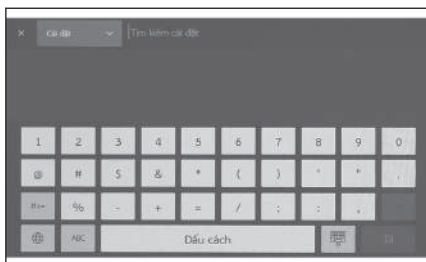 × Cài đặt Tìm kiếm cài đặt
1 2 3 4 5 6 7 8 9 0
@ # $ & * ( ) ' "
#+= % - + = / ; :
ABC Dấu cách